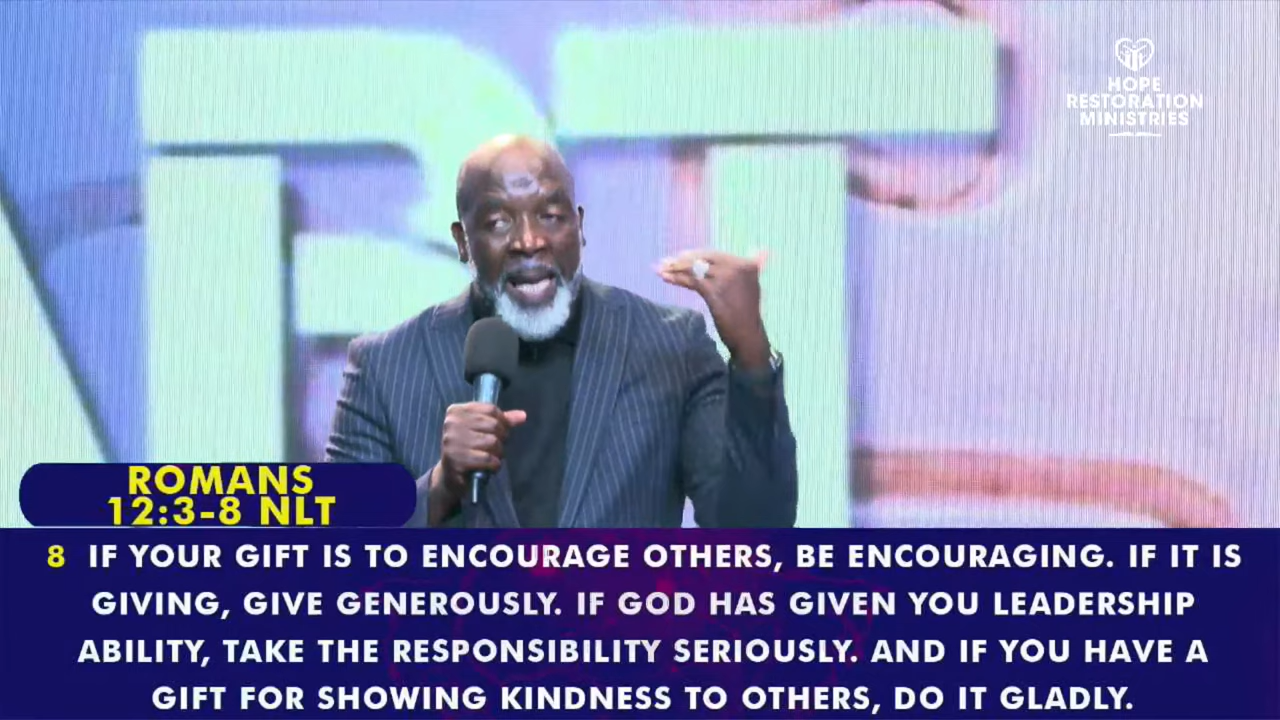 ART
HOPE
RESTORATION
MINISTRIES
ROMANS
12:3-8 NLT
8 IF YOUR GIFT IS TO ENCOURAGE OTHERS, BE ENCOURAGING. IF IT IS
GIVING, GIVE GENEROUSLY. IF GOD HAS GIVEN YOU LEADERSHIP
ABILITY, TAKE THE RESPONSIBILITY SERIOUSLY. AND IF YOU HAVE A
GIFT FOR SHOWING KINDNESS TO OTHERS, DO IT GLADLY.